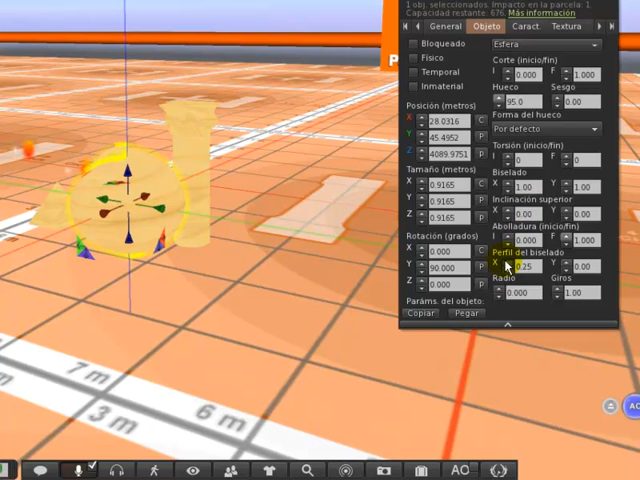 1 obj. seleccionados. Impacto en la parcela: 1.
Capacidad restante: 676. Más información
General Objeto Caract. Textura
Bloqueado
Físico
Temporal
Inmaterial
Posición (metros)
X 28.0316 C
Y 45.4952 P
Z 4089.9751 P
Tamaño (metros)
X 0.9165 C
Y 0.9165 P
Z 0.9165 P
Rotación (grados)
X 0.000 C
Y 90.000 P
Z 0.000 P
Paráms. del objeto:
Copiar Pegar
Esfera
Corte (inicio/fin)
I 0.000 F 1.000
Hueco Sesgo
95.0 0.00
Forma del hueco
Por defecto
Torsión (inicio/fin)
I 0 F 0
Biselado
X 1.00 Y 1.00
Inclinación superior
X 0.00 Y 0.00
Abolladura (inicio/fin)
I 0.000 F 1.000
Perfil del biselado
X 0.25 Y 0.00
Radio Giros
0.000 1.00
P
7 m
6 m
3 m
m
AO
AO